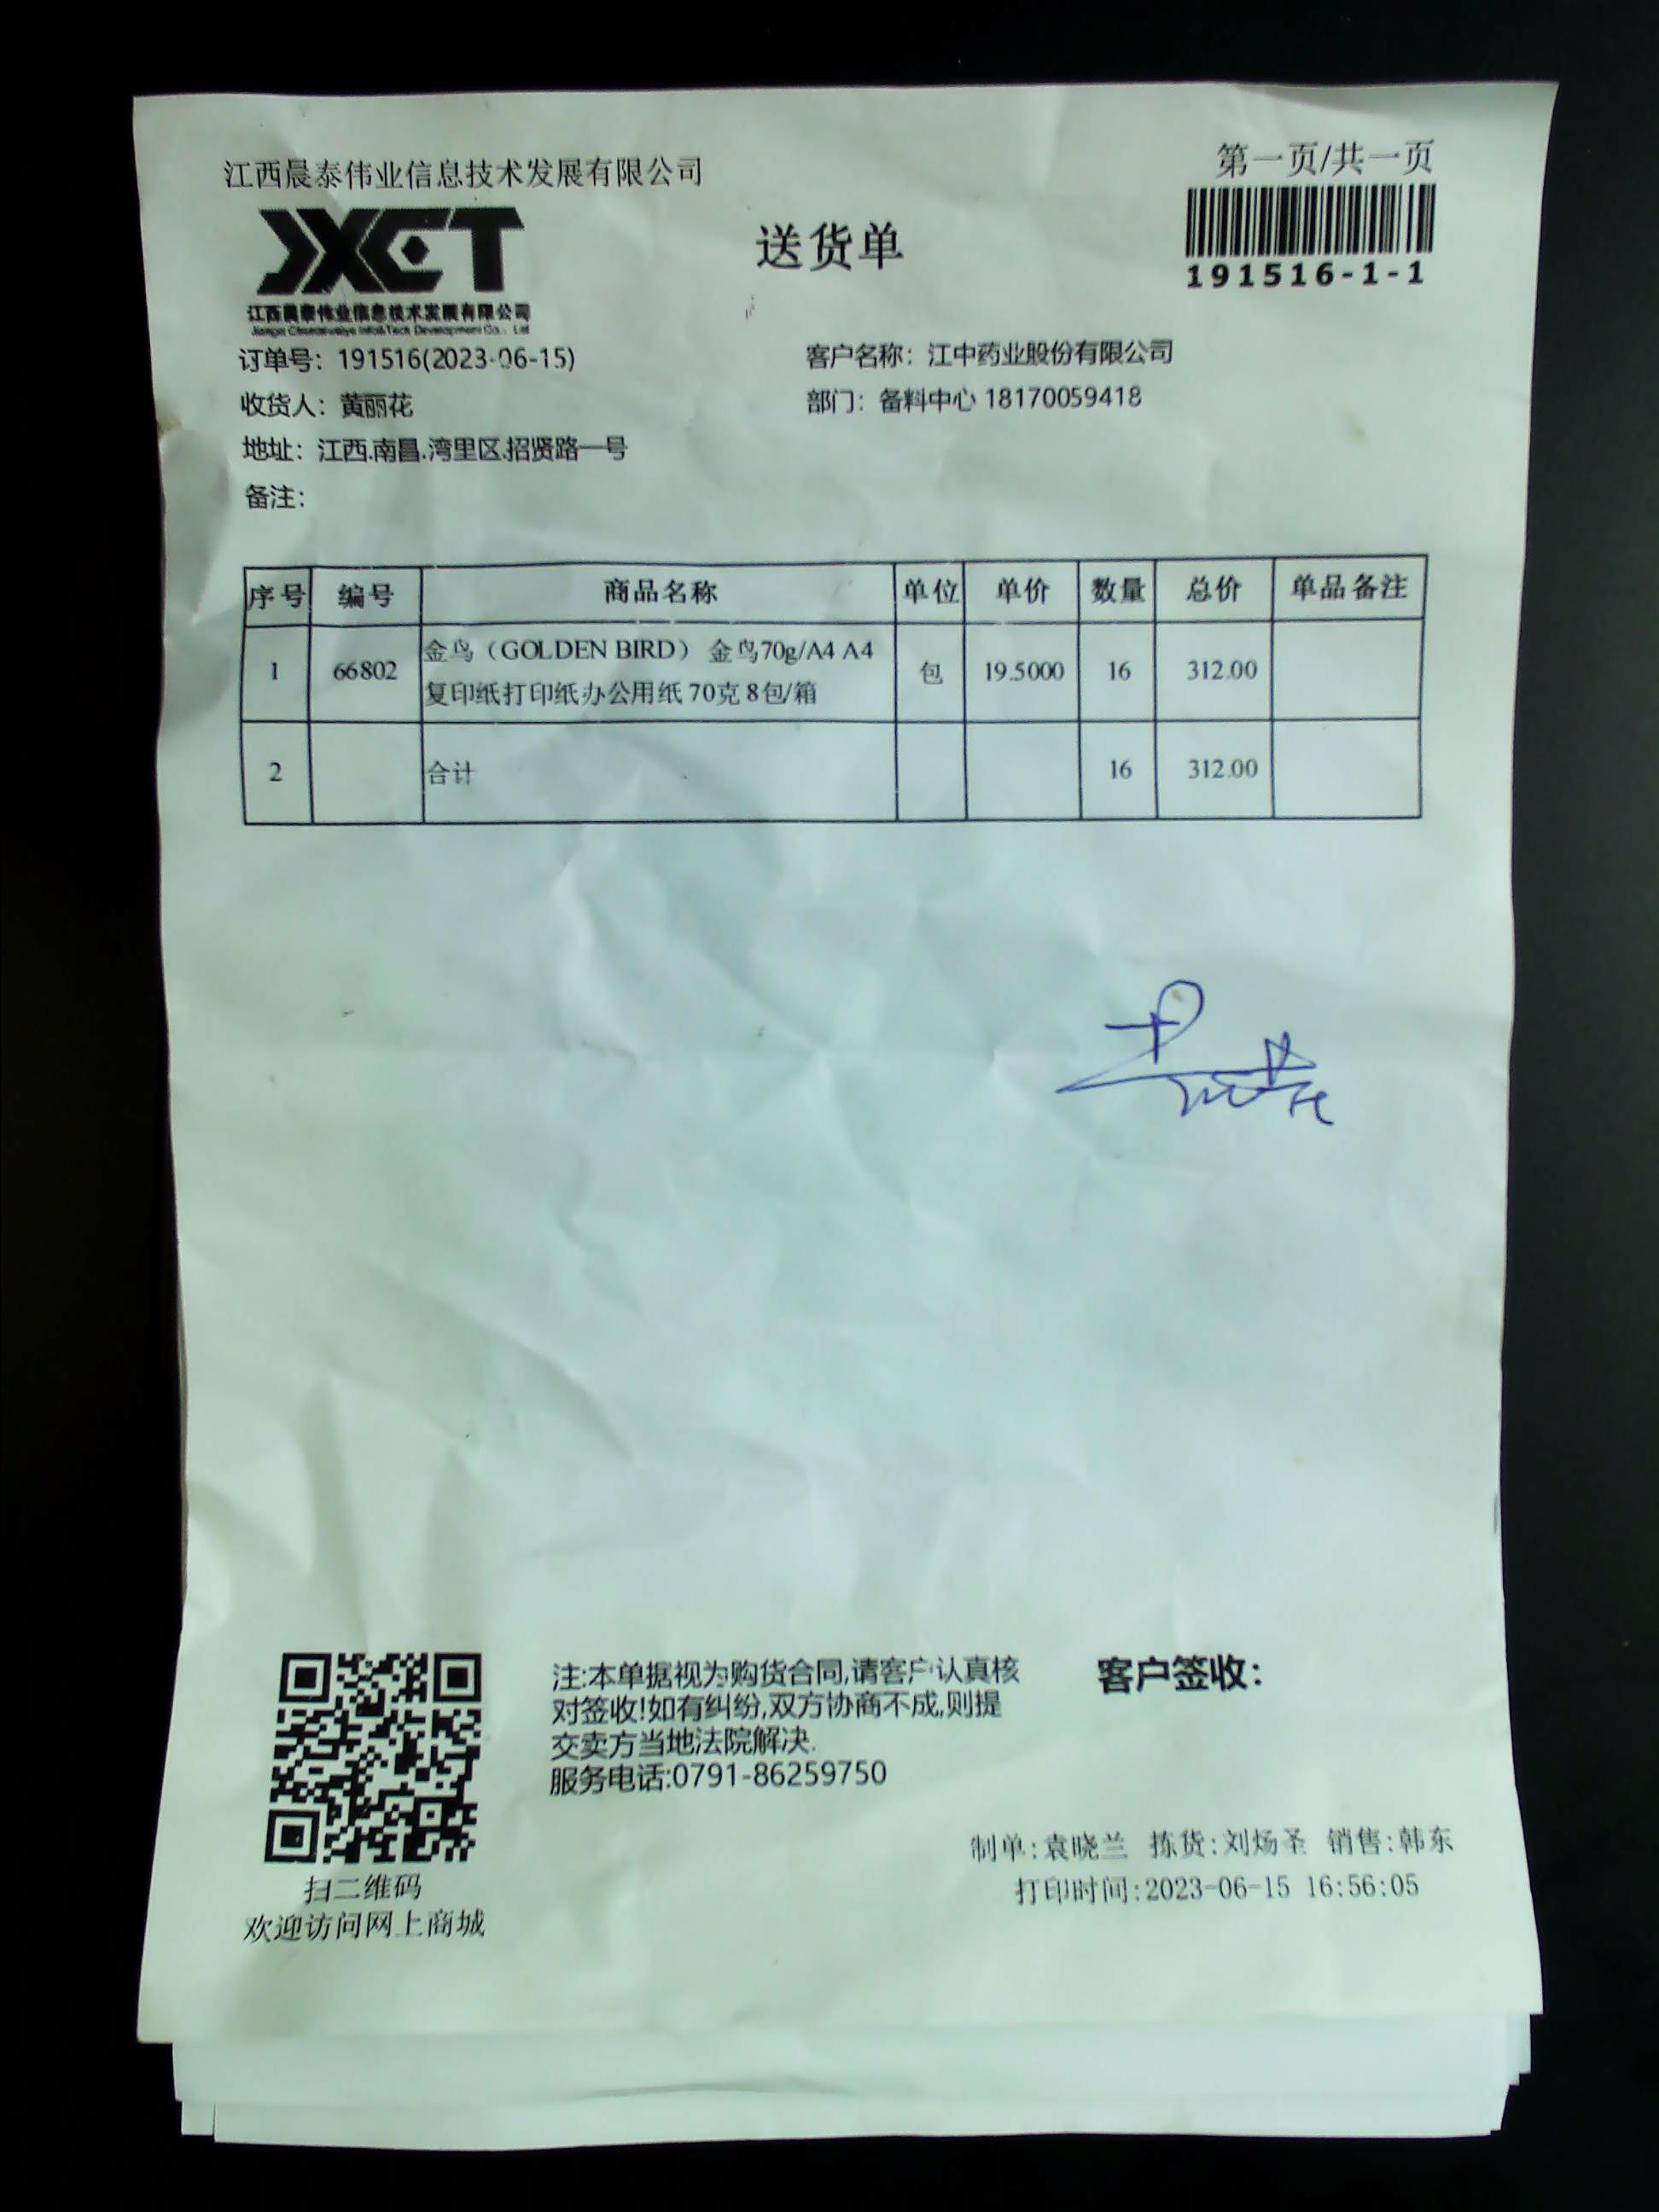 江西晨泰伟业信息技术发展有限公司
第一页/共一页
JXCT
送货单
191516-1-1
江西晨泰伟业信息技术发展有限公司
订单号：191516(2023-06-15)
客户名称：江中药业股份有限公司
收货人：黄丽花
部门：备料中心 18170059418
地址：江西.南昌.湾里区.招贤路一号
备注：
序号 编号 商品名称 单位 单价 数量 总价 单品备注
1 66802 金鸟（GOLDEN BIRD） 金鸟70g/A4 A4 包 19.5000 16 312.00
复印纸打印纸办公用纸 70克 8包/箱
2 合计 16 312.00
注:本单据视为购货合同,请客户认真核
对签收!如有纠纷,双方协商不成,则提
交卖方当地法院解决.
服务电话:0791-86259750
客户签收：
扫二维码
欢迎访问网上商城
制单:袁晓兰 拣货:刘炀圣 销售:韩东
打印时间:2023-06-15 16:56:05